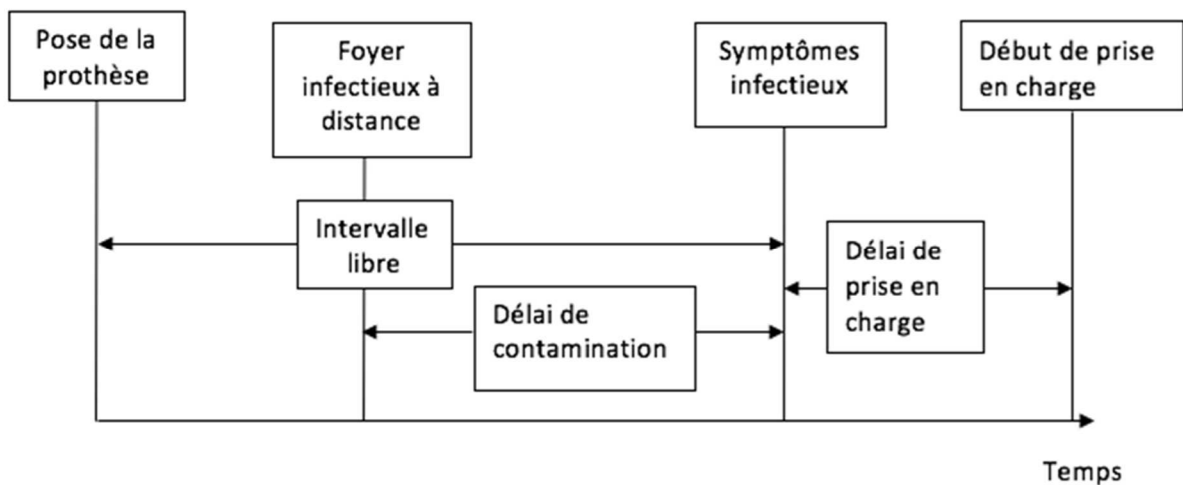 Pose de la
prothèse
Foyer
infectieux à
distance
Symptômes
infectieux
Début de prise
en charge
Intervalle
libre
Délai de
contamination
Délai de
prise en
charge
Temps